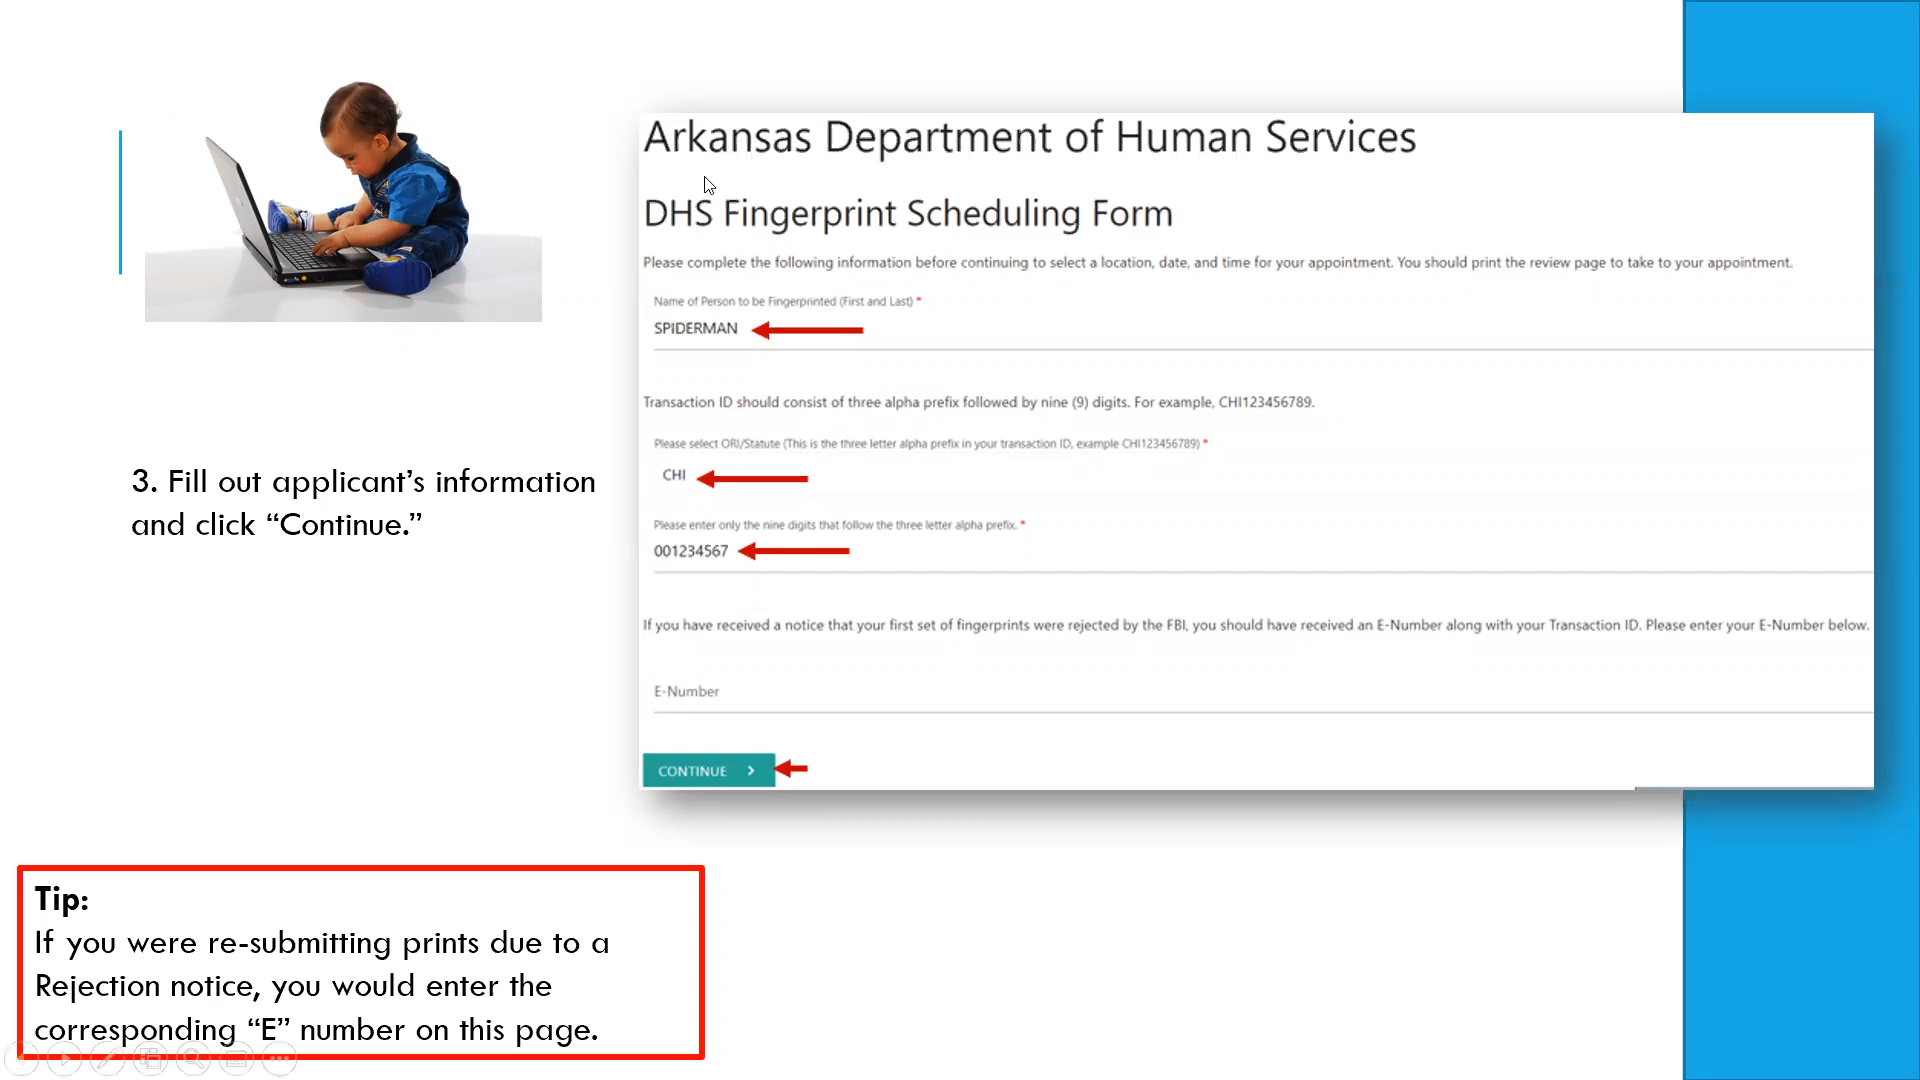 Arkansas Department of Human Services
DHS Fingerprint Scheduling Form
Please complete the following information before continuing to select a location, date, and time for your appointment. You should print the review page to take to your appointment.
Name of Person to be Fingerprinted (First and Last) *
SPIDERMAN
Transaction ID should consist of three alpha prefix followed by nine (9) digits. For example, CHI123456789.
Please select ORI/Statute (This is the three letter alpha prefix in your transaction ID, example CHI123456789) *
CHI
Please enter only the nine digits that follow the three letter alpha prefix. *
001234567
If you have received a notice that your first set of fingerprints were rejected by the FBI, you should have received an E-Number along with your Transaction ID. Please enter your E-Number below.
E-Number
CONTINUE
3. Fill out applicant’s information
and click “Continue.”
Tip:
If you were re-submitting prints due to a
Rejection notice, you would enter the
corresponding “E” number on this page.